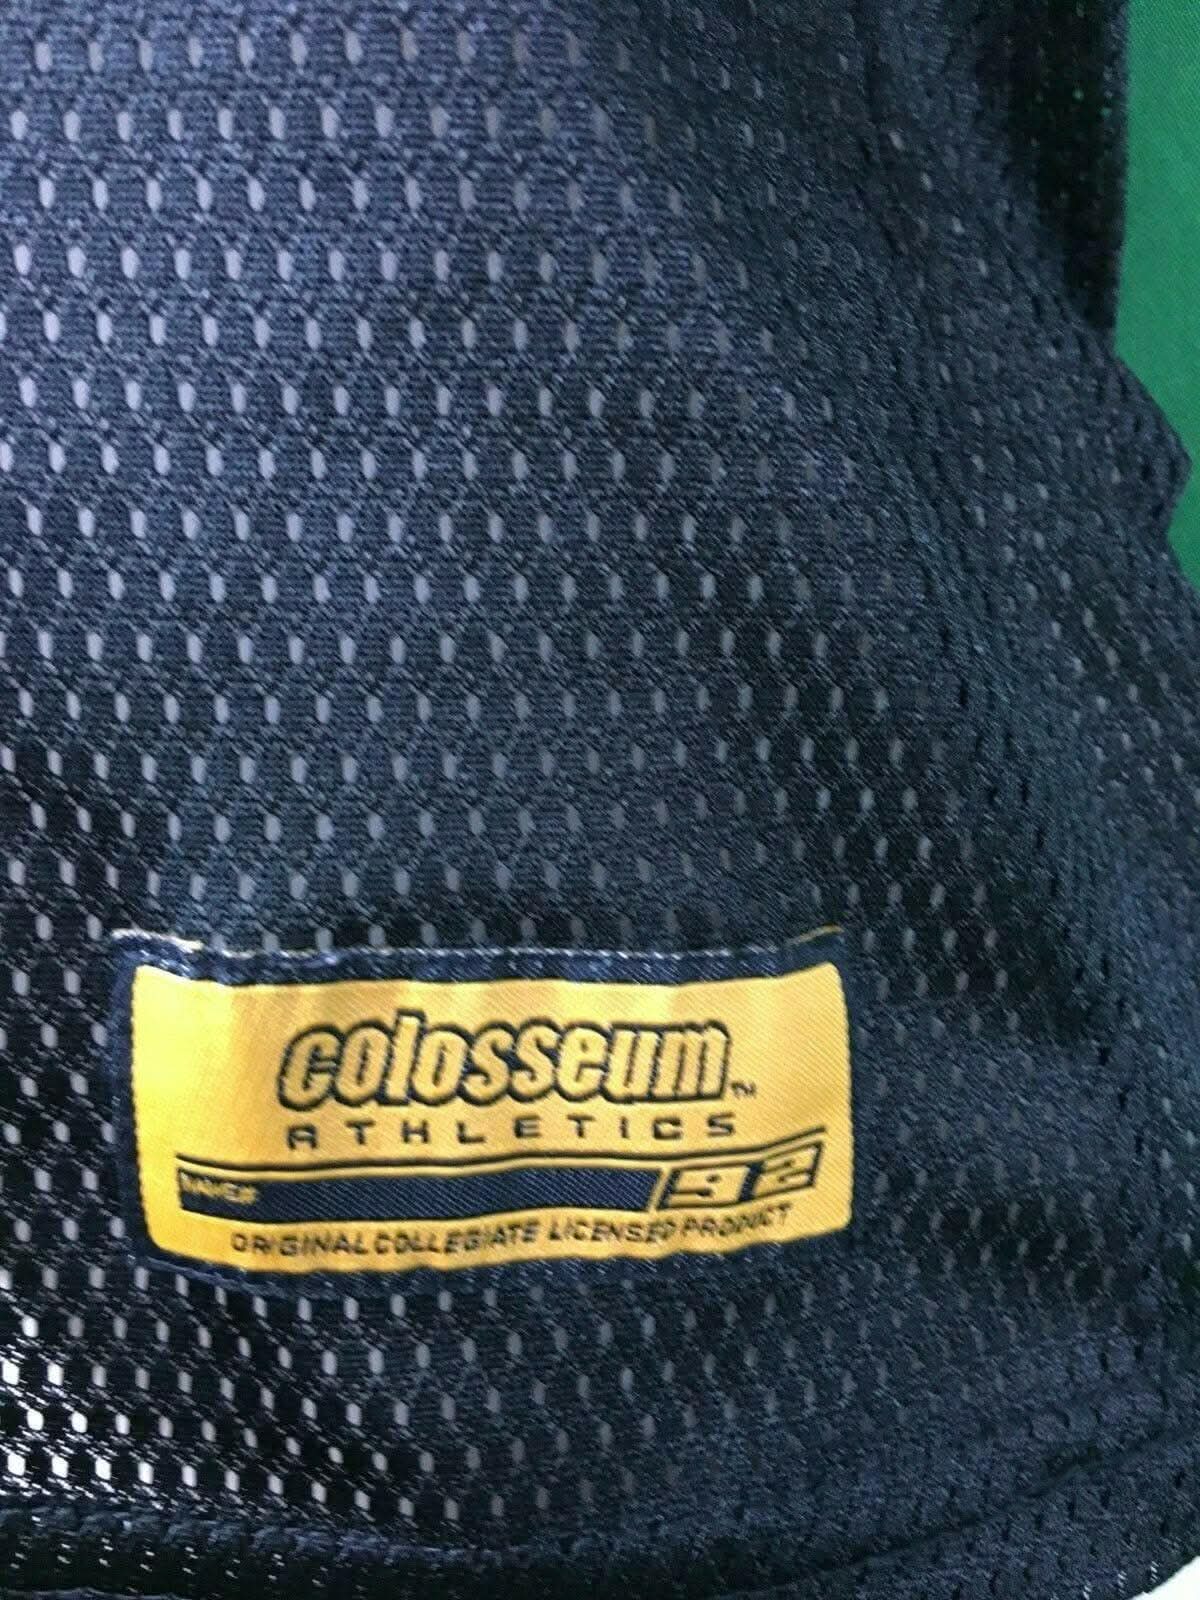 colosseum™
ATHLETICS
NAME# 92
ORIGINAL COLLEGIATE LICENSED PRODUCT